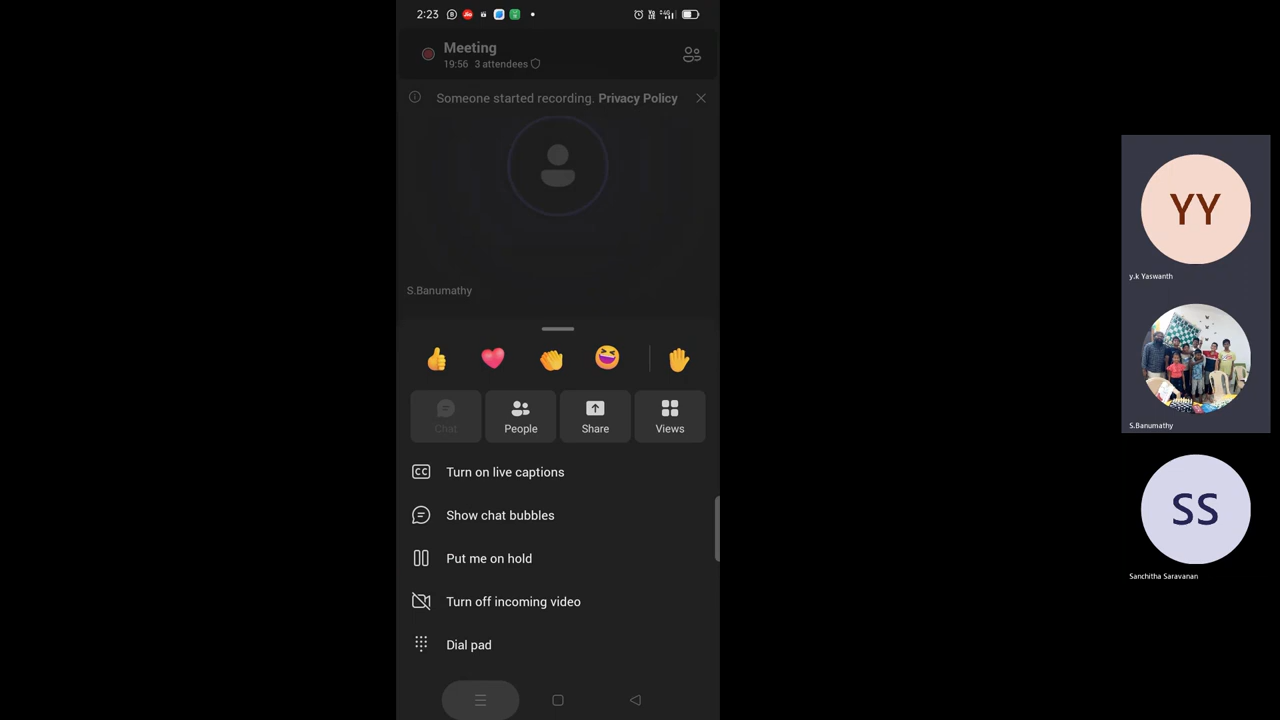 2:23
Meeting
19:56 3 attendees
Someone started recording. Privacy Policy
S.Banumathy
Chat
People
Share
Views
Turn on live captions
CC
Show chat bubbles
Put me on hold
Turn off incoming video
Dial pad
YY
y.k Yaswanth
S.Banumathy
SS
Sanchitha Saravanan